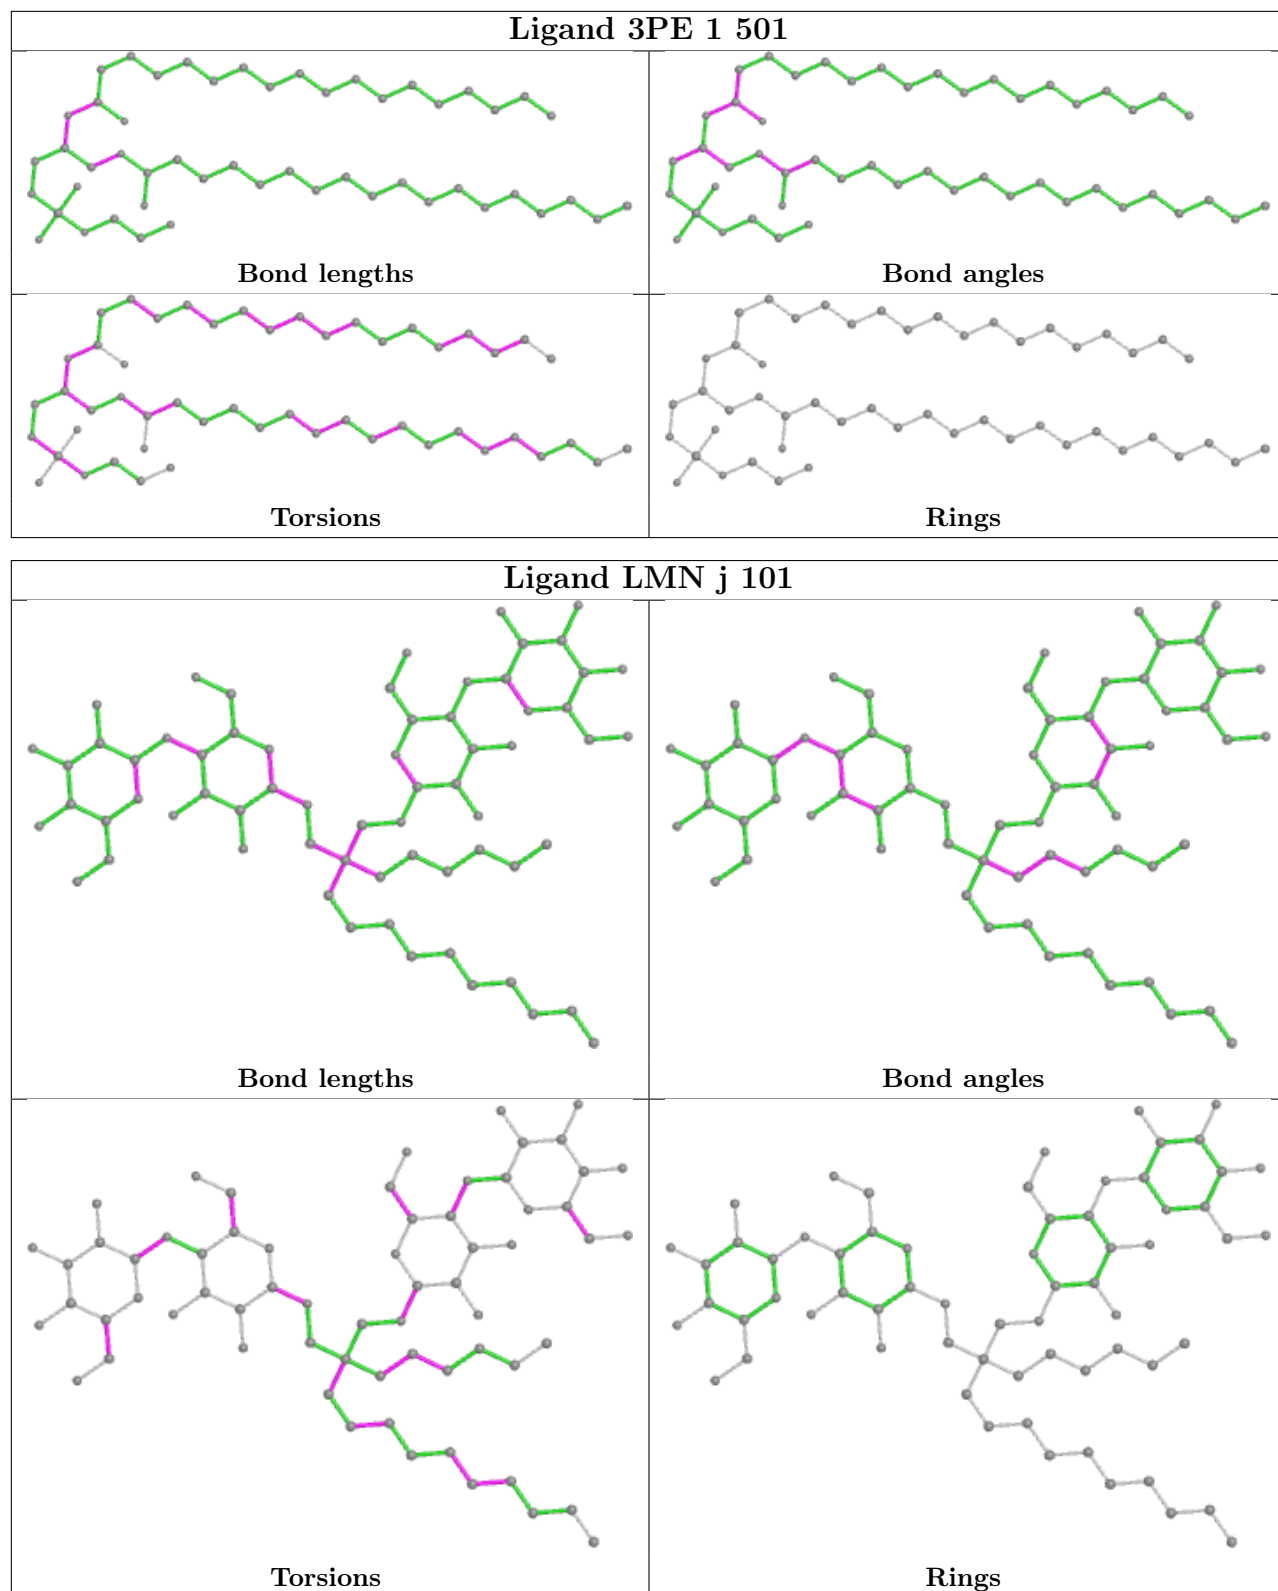 Ligand 3PE 1 501
Bond lengths
Bond angles
Torsions
Rings
Ligand LMN j 101
Bond lengths
Bond angles
Torsions
Rings